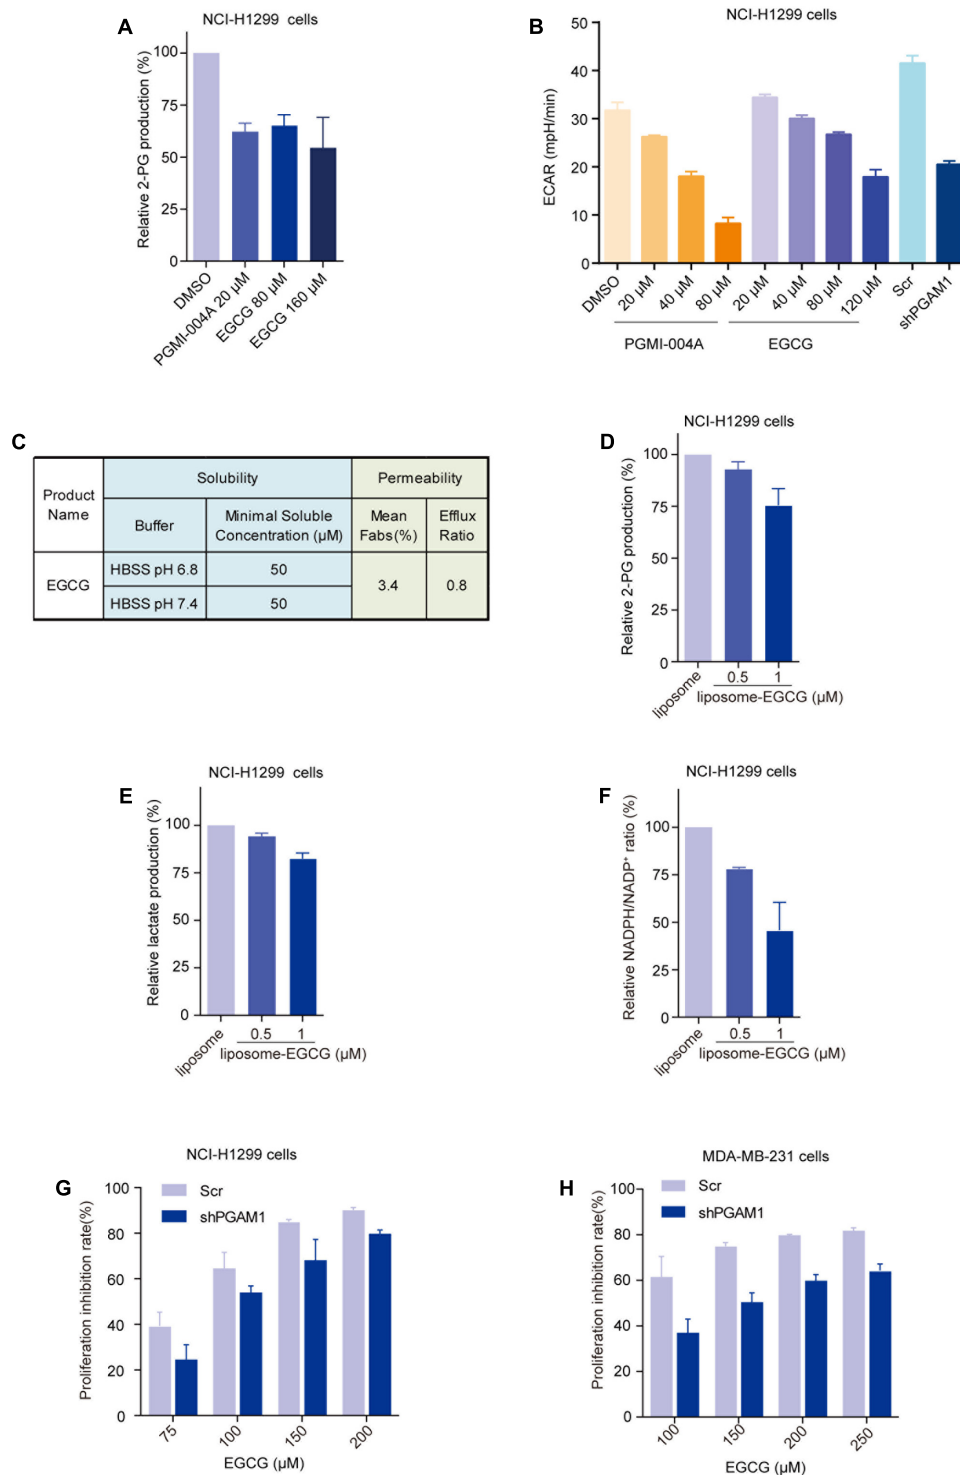 A
NCI-H1299 cells
Relative 2-PG production (%)
100
75
50
25
0
DMSO
PGMI-004A 20 μM
EGCG 80 μM
EGCG 160 μM
B
NCI-H1299 cells
ECAR (mpH/min)
50
40
30
20
10
0
DMSO
20 μM
40 μM
80 μM
20 μM
40 μM
80 μM
120 μM
Scr
shPGAM1
PGMI-004A
EGCG
C
Product Name
Solubility
Permeability
Buffer
Minimal Soluble Concentration (μM)
Mean Fabs(%)
Efflux Ratio
EGCG
HBSS pH 6.8
50
3.4
0.8
HBSS pH 7.4
50
D
NCI-H1299 cells
Relative 2-PG production (%)
100
75
50
25
0
liposome
0.5
1
liposome-EGCG (μM)
E
NCI-H1299 cells
Relative lactate production (%)
100
75
50
25
0
liposome
0.5
1
liposome-EGCG (μM)
F
NCI-H1299 cells
Relative NADPH/NADP⁺ ratio (%)
100
75
50
25
0
liposome
0.5
1
liposome-EGCG (μM)
G
NCI-H1299 cells
Scr
shPGAM1
Proliferation inhibition rate(%)
100
80
60
40
20
0
75
100
150
200
EGCG (μM)
H
MDA-MB-231 cells
Scr
shPGAM1
Proliferation inhibition rate(%)
100
80
60
40
20
0
100
150
200
250
EGCG (μM)